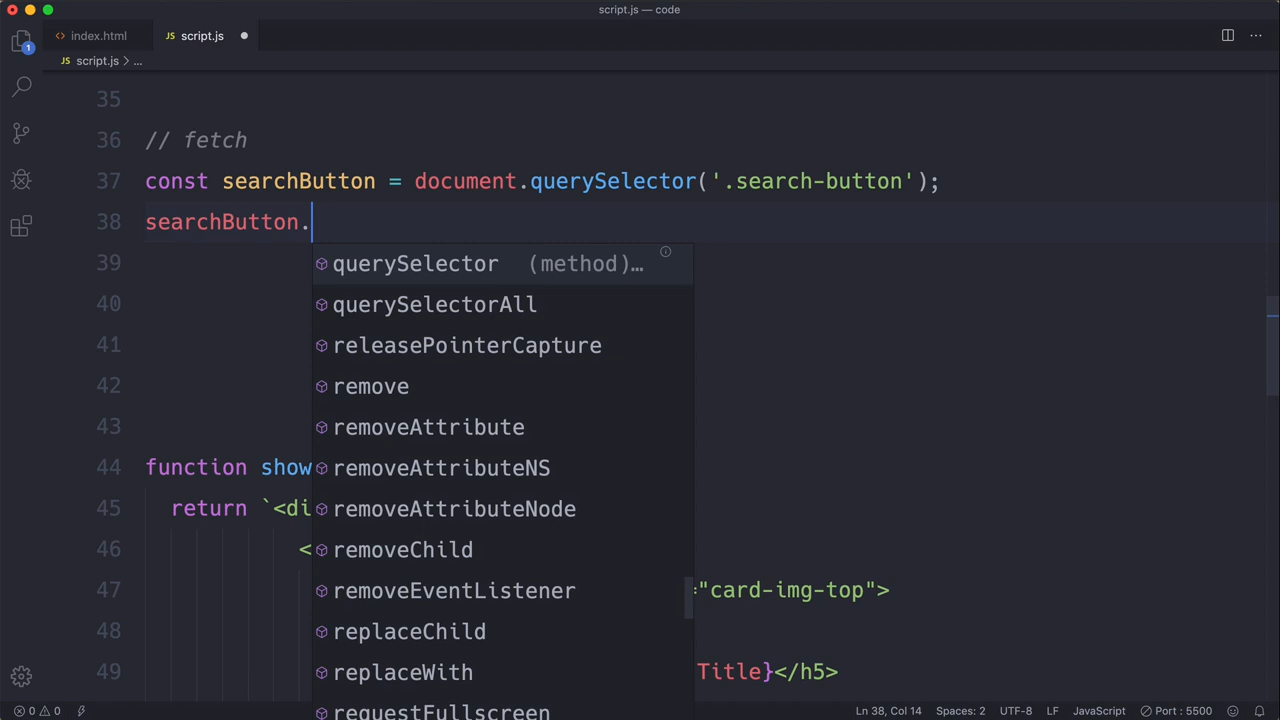 script.js — code
index.html
JS script.js
JS script.js > ...
1
35
36 // fetch
37 const searchButton = document.querySelector('.search-button');
38 searchButton.
39
40
41
42
43
44 function show
45 return `<di
46 <
47 ="card-img-top">
48
49 Title}</h5>
querySelector (method)…
querySelectorAll
releasePointerCapture
remove
removeAttribute
removeAttributeNS
removeAttributeNode
removeChild
removeEventListener
replaceChild
replaceWith
requestFullscreen
0 0 Ln 38, Col 14 Spaces: 2 UTF-8 LF JavaScript Port : 5500